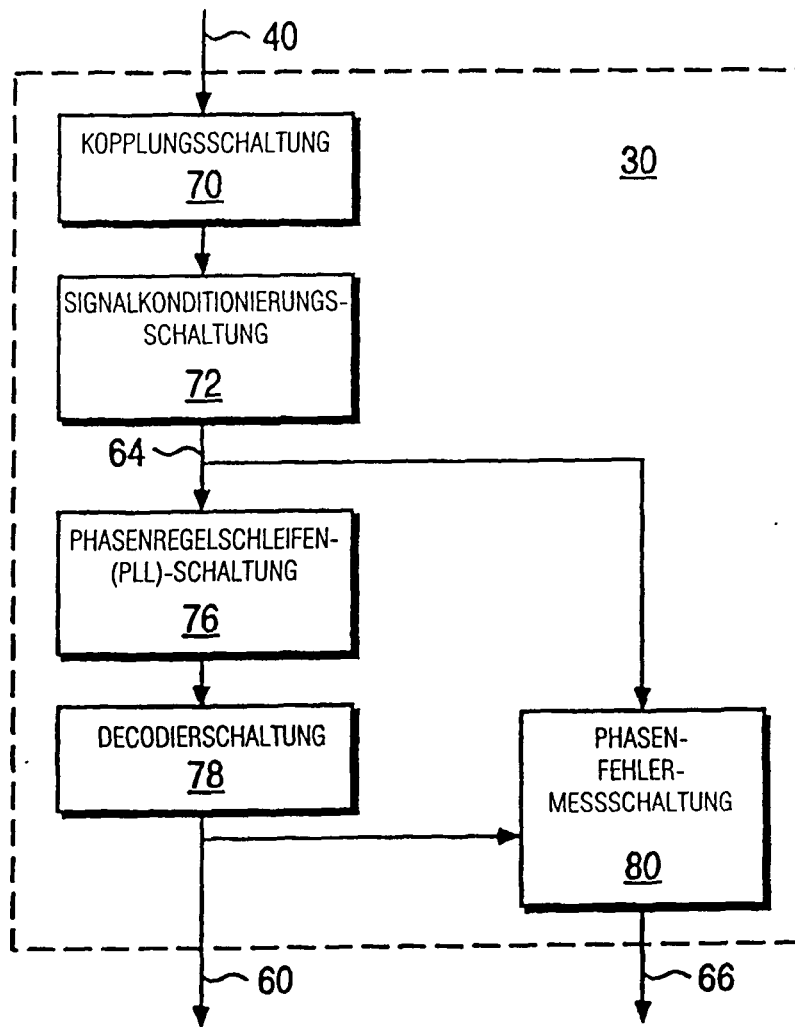 40
KOPPLUNGSSCHALTUNG
70
30
SIGNALKONDITIONIERUNGS-
SCHALTUNG
72
64
PHASENREGELSCHLEIFEN-
(PLL)-SCHALTUNG
76
DECODIERSCHALTUNG
78
PHASEN-
FEHLER-
MESSSCHALTUNG
80
60
66